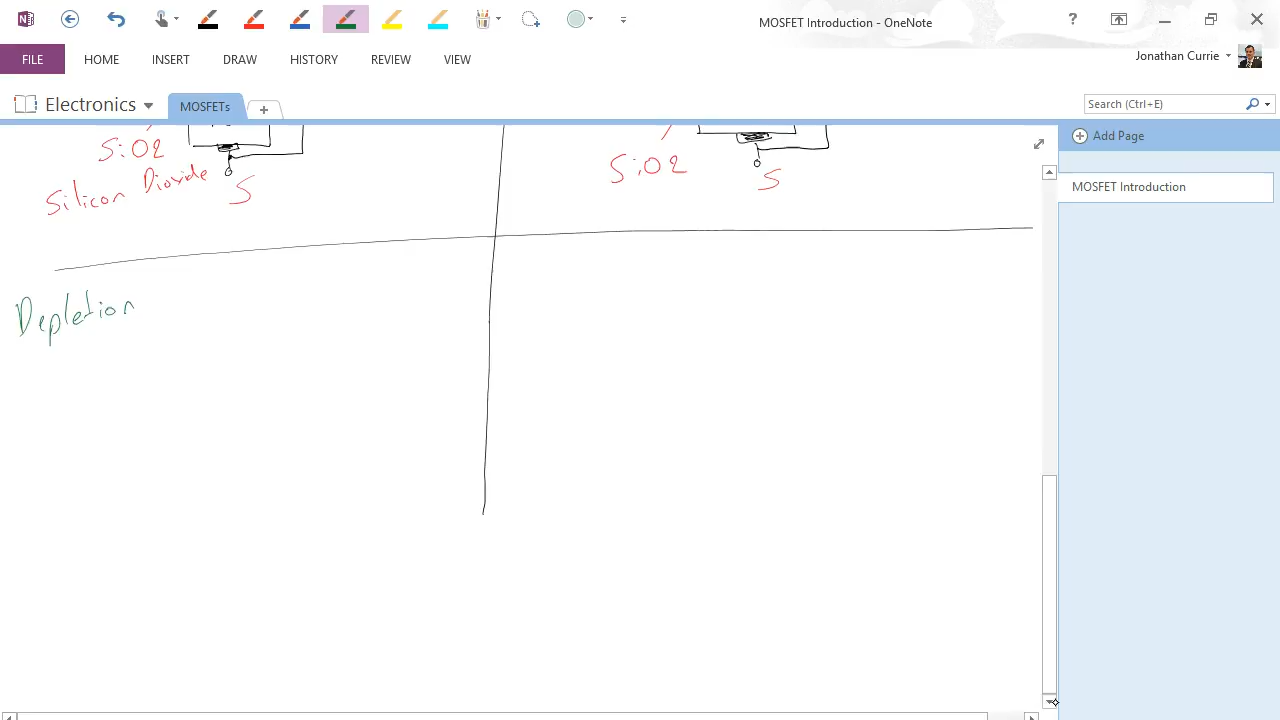 MOSFET Introduction - OneNote
?
FILE
HOME
INSERT
DRAW
HISTORY
REVIEW
VIEW
Jonathan Currie
Electronics
MOSFETs
Search (Ctrl+E)
Add Page
MOSFET Introduction
SiO2
Silicon Dioxide
S
SiO2
S
Depletion